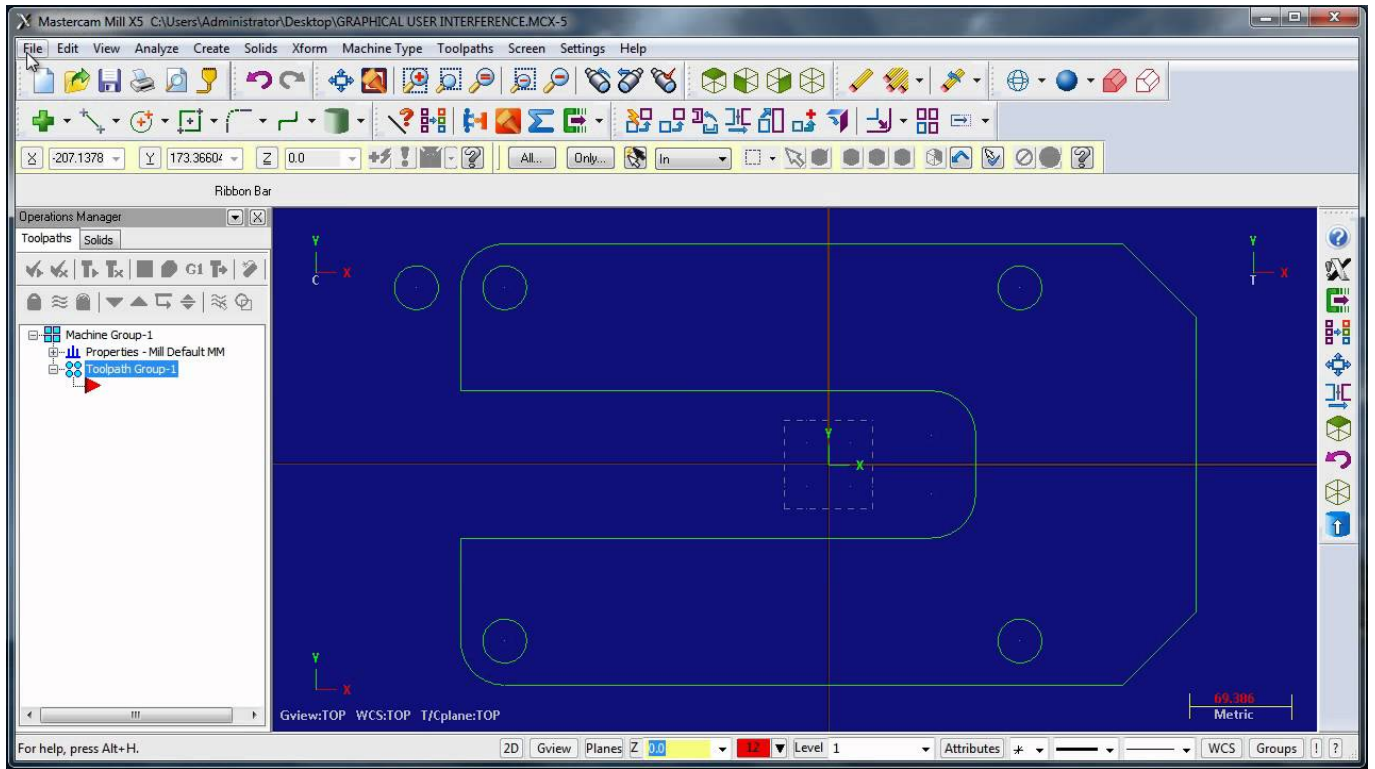 Mastercam Mill X5 C:\Users\Administrator\Desktop\GRAPHICAL USER INTERFERENCE.MCX-5
File Edit View Analyze Create Solids Xform Machine Type Toolpaths Screen Settings Help
X -207.1378 Y 173.36604 Z 0.0 All... Only... In
Ribbon Bar
Operations Manager
Toolpaths Solids
G1
Machine Group-1
Properties - Mill Default MM
Toolpath Group-1
Y
X
C
Y
X
T
Y
X
Y
X
69.386
Metric
Gview:TOP WCS:TOP T/Cplane:TOP
For help, press Alt+H.
2D Gview Planes Z 0.0 12 Level 1 Attributes WCS Groups ! ?